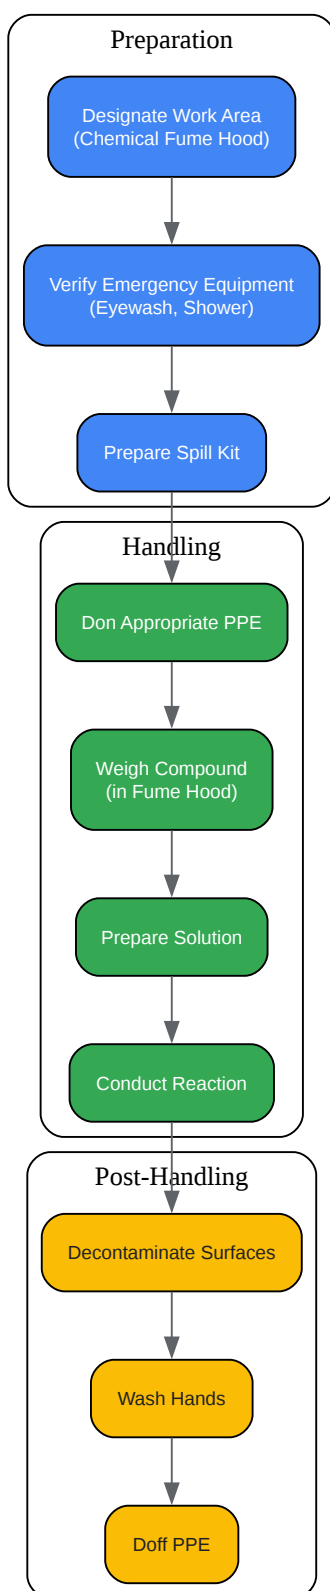 Preparation
Designate Work Area
(Chemical Fume Hood)
Verify Emergency Equipment
(Eyewash, Shower)
Prepare Spill Kit
Handling
Don Appropriate PPE
Weigh Compound
(in Fume Hood)
Prepare Solution
Conduct Reaction
Post-Handling
Decontaminate Surfaces
Wash Hands
Doff PPE